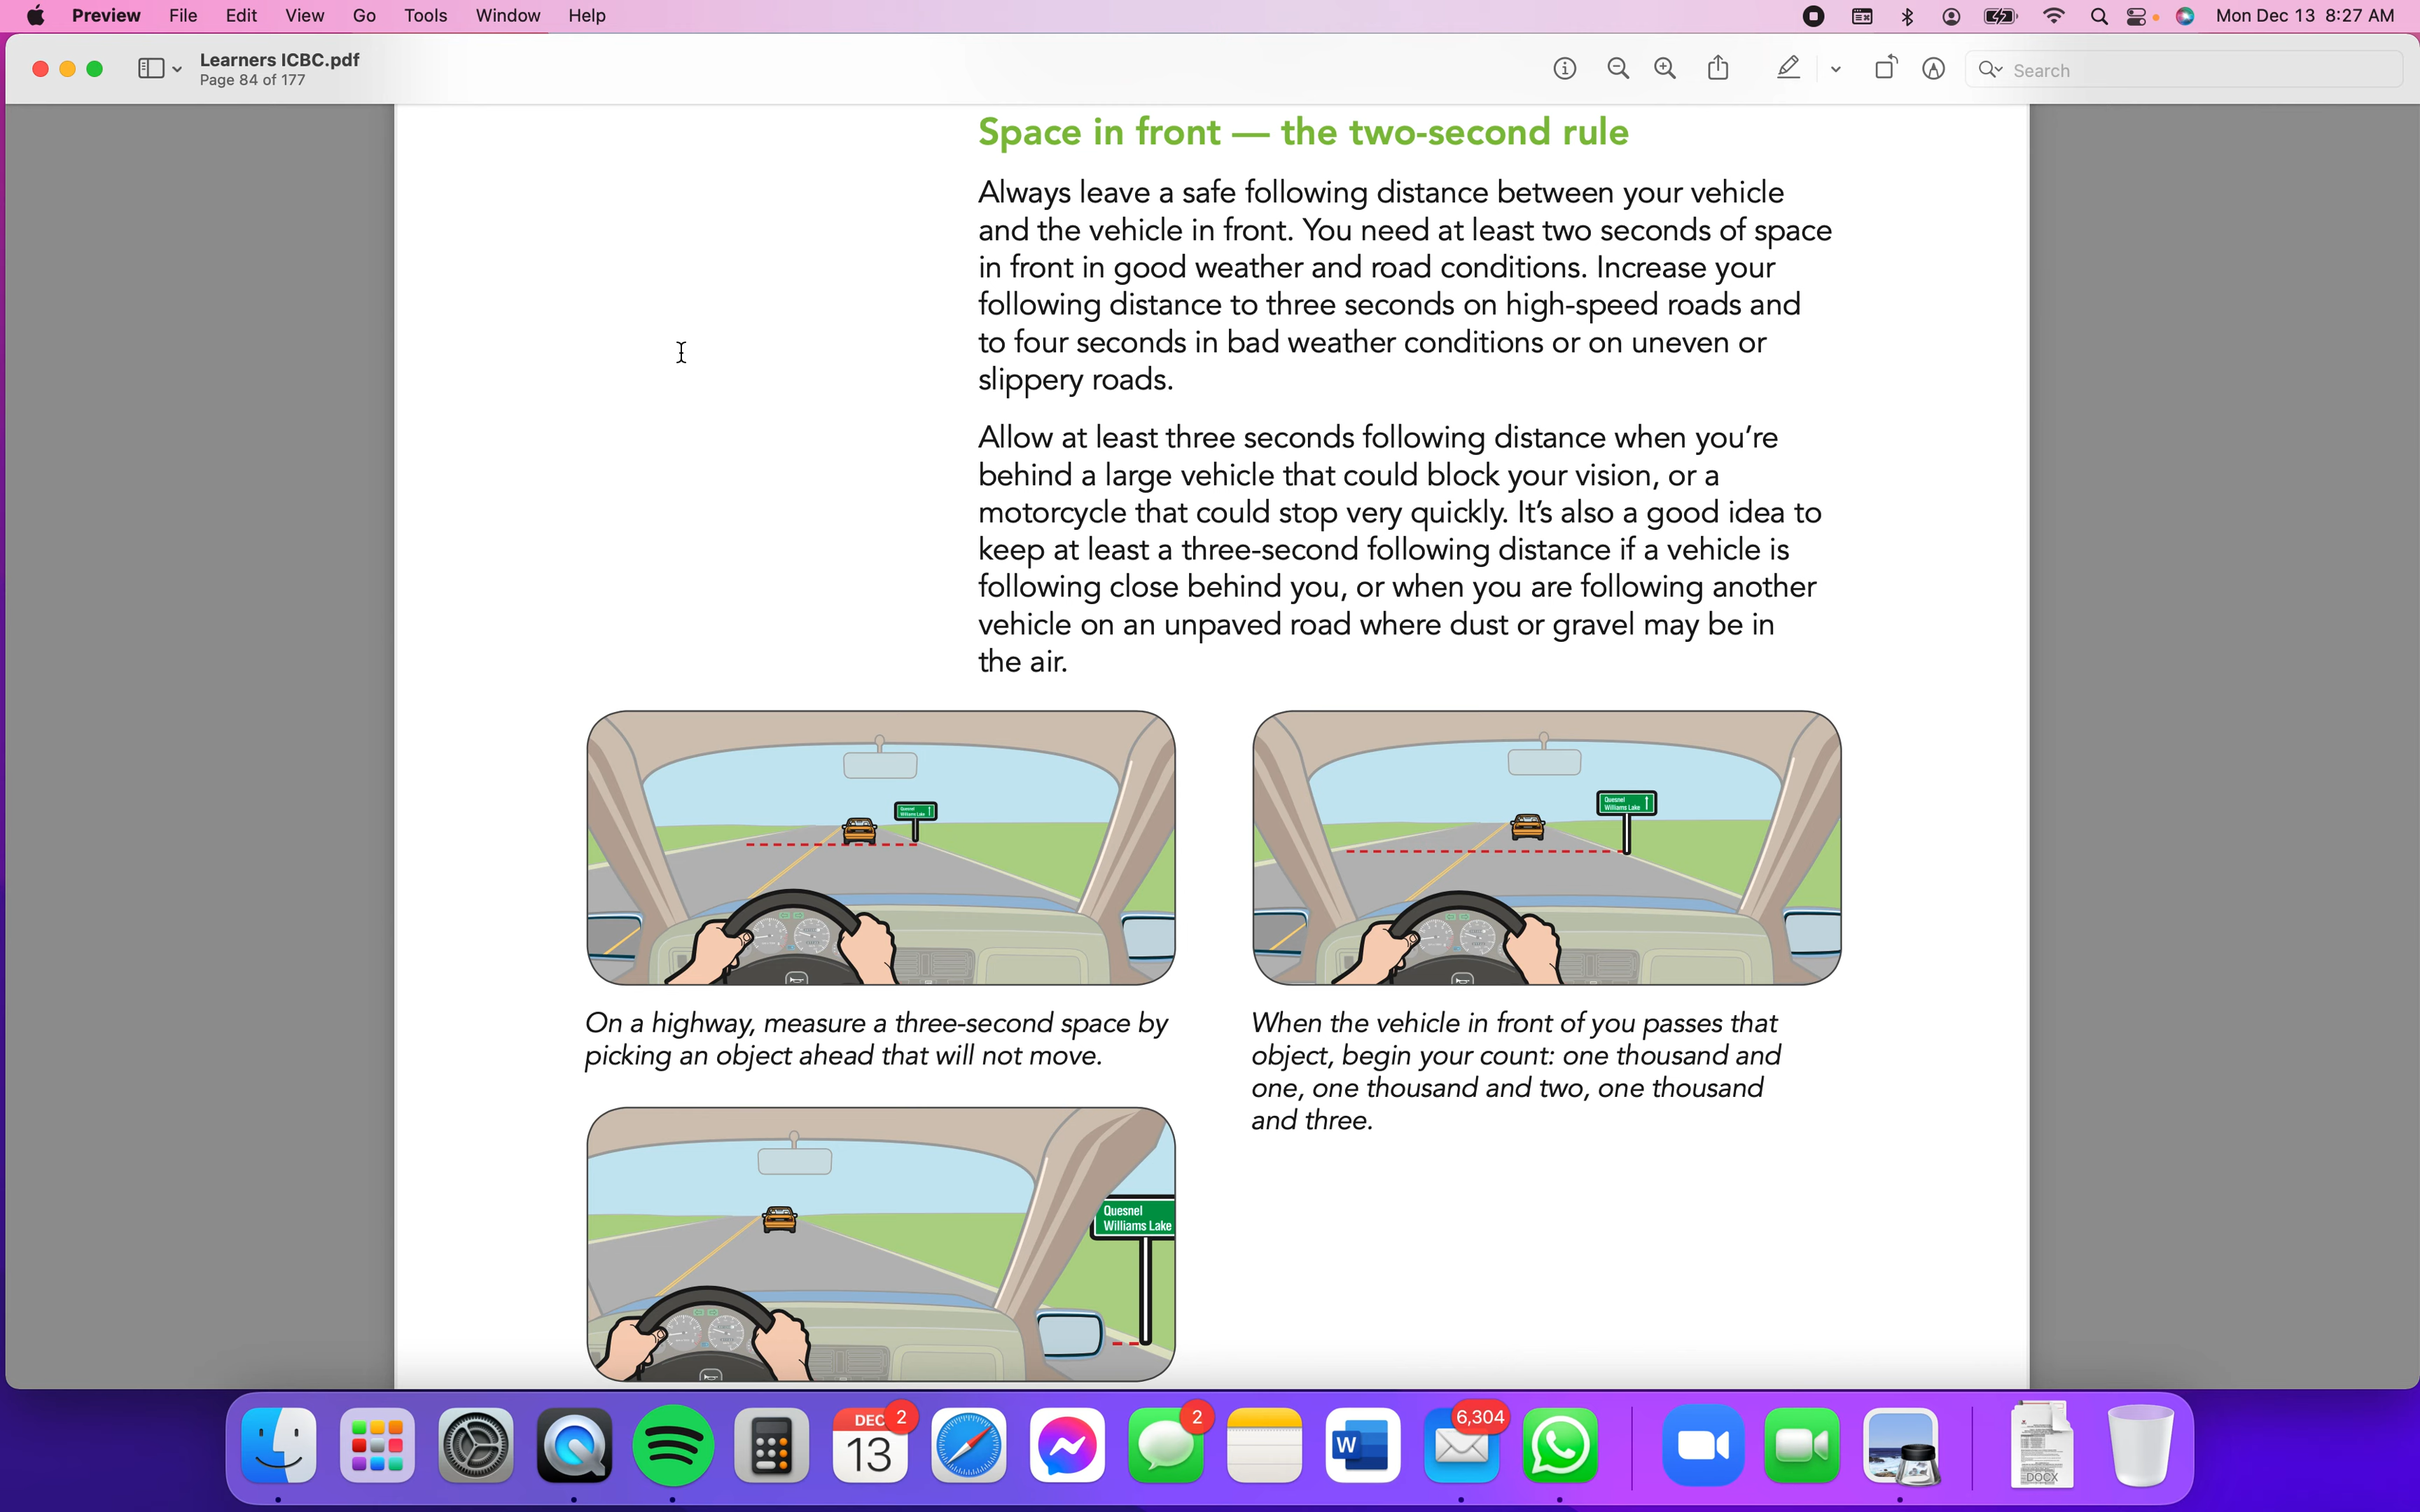 Preview File Edit View Go Tools Window Help Mon Dec 13 8:27 AM
Learners ICBC.pdf
Page 84 of 177
Search
Space in front — the two-second rule
Always leave a safe following distance between your vehicle
and the vehicle in front. You need at least two seconds of space
in front in good weather and road conditions. Increase your
following distance to three seconds on high-speed roads and
to four seconds in bad weather conditions or on uneven or
slippery roads.
Allow at least three seconds following distance when you’re
behind a large vehicle that could block your vision, or a
motorcycle that could stop very quickly. It’s also a good idea to
keep at least a three-second following distance if a vehicle is
following close behind you, or when you are following another
vehicle on an unpaved road where dust or gravel may be in
the air.
Quesnel
Williams Lake
Quesnel
Williams Lake
On a highway, measure a three-second space by
picking an object ahead that will not move.
When the vehicle in front of you passes that
object, begin your count: one thousand and
one, one thousand and two, one thousand
and three.
Quesnel
Williams Lake
DEC 2
13
2
W
6,304
DOCX